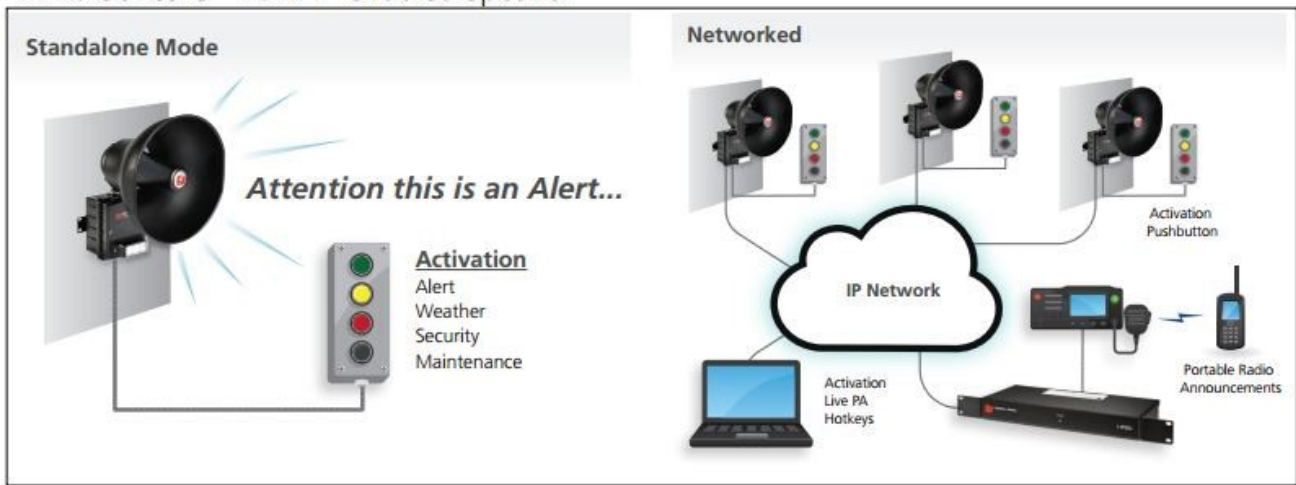 Standalone Mode
Attention this is an Alert...
Activation
Alert
Weather
Security
Maintenance
Networked
Activation
Pushbutton
IP Network
Portable Radio
Announcements
Activation
Live PA
Hotkeys